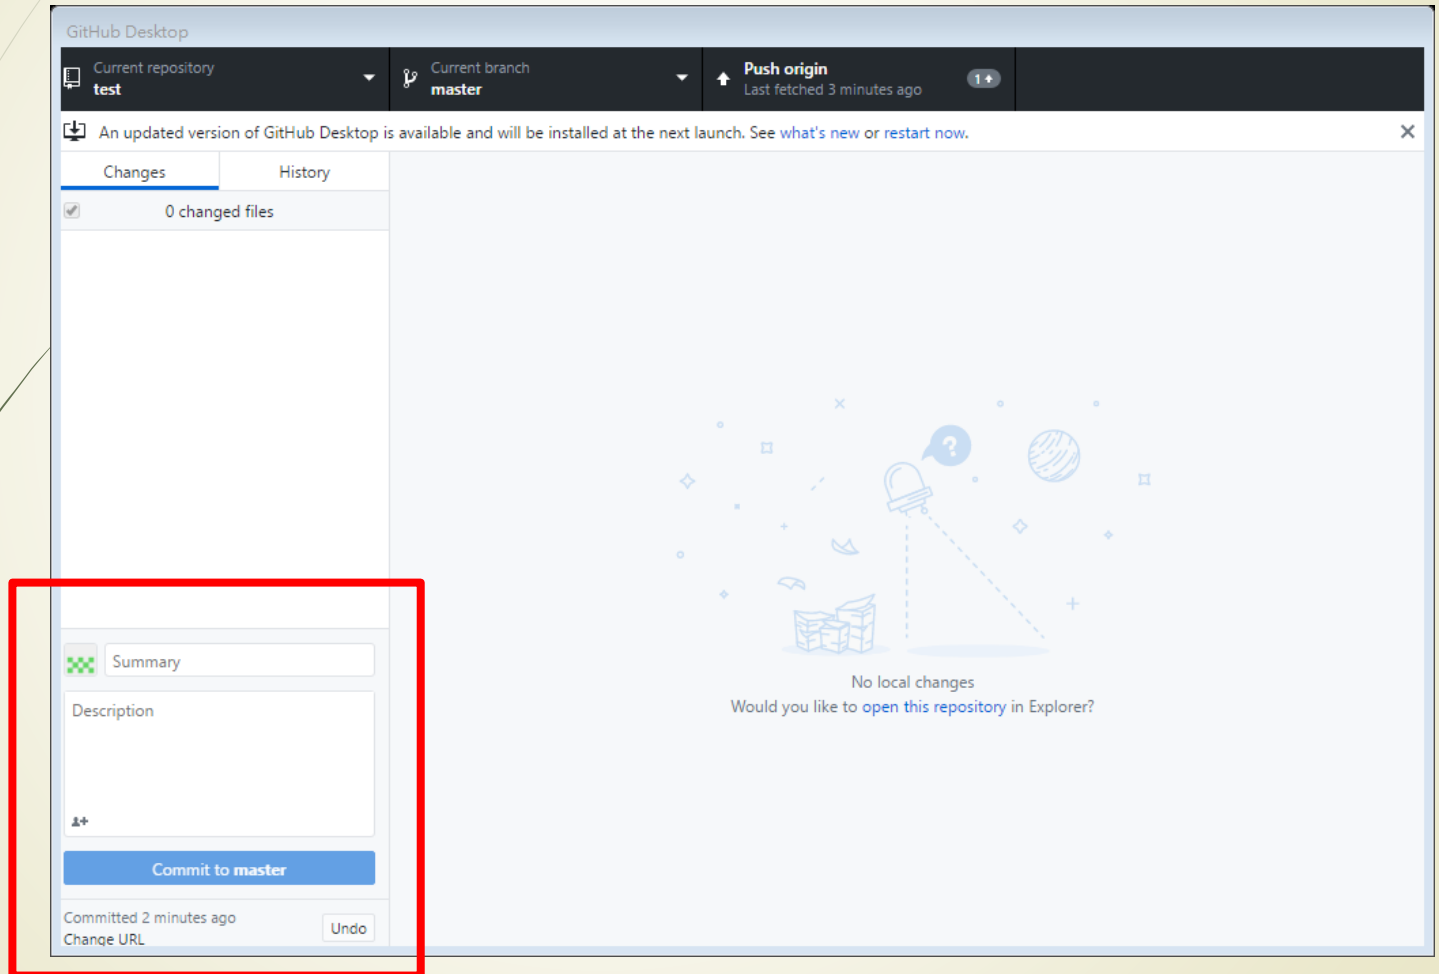 GitHub Desktop
Current repository
test
Current branch
master
Push origin
Last fetched 3 minutes ago
1
An updated version of GitHub Desktop is available and will be installed at the next launch. See what's new or restart now.
Changes
History
0 changed files
?
No local changes
Would you like to open this repository in Explorer?
Summary
Description
Commit to master
Committed 2 minutes ago
Change URL
Undo